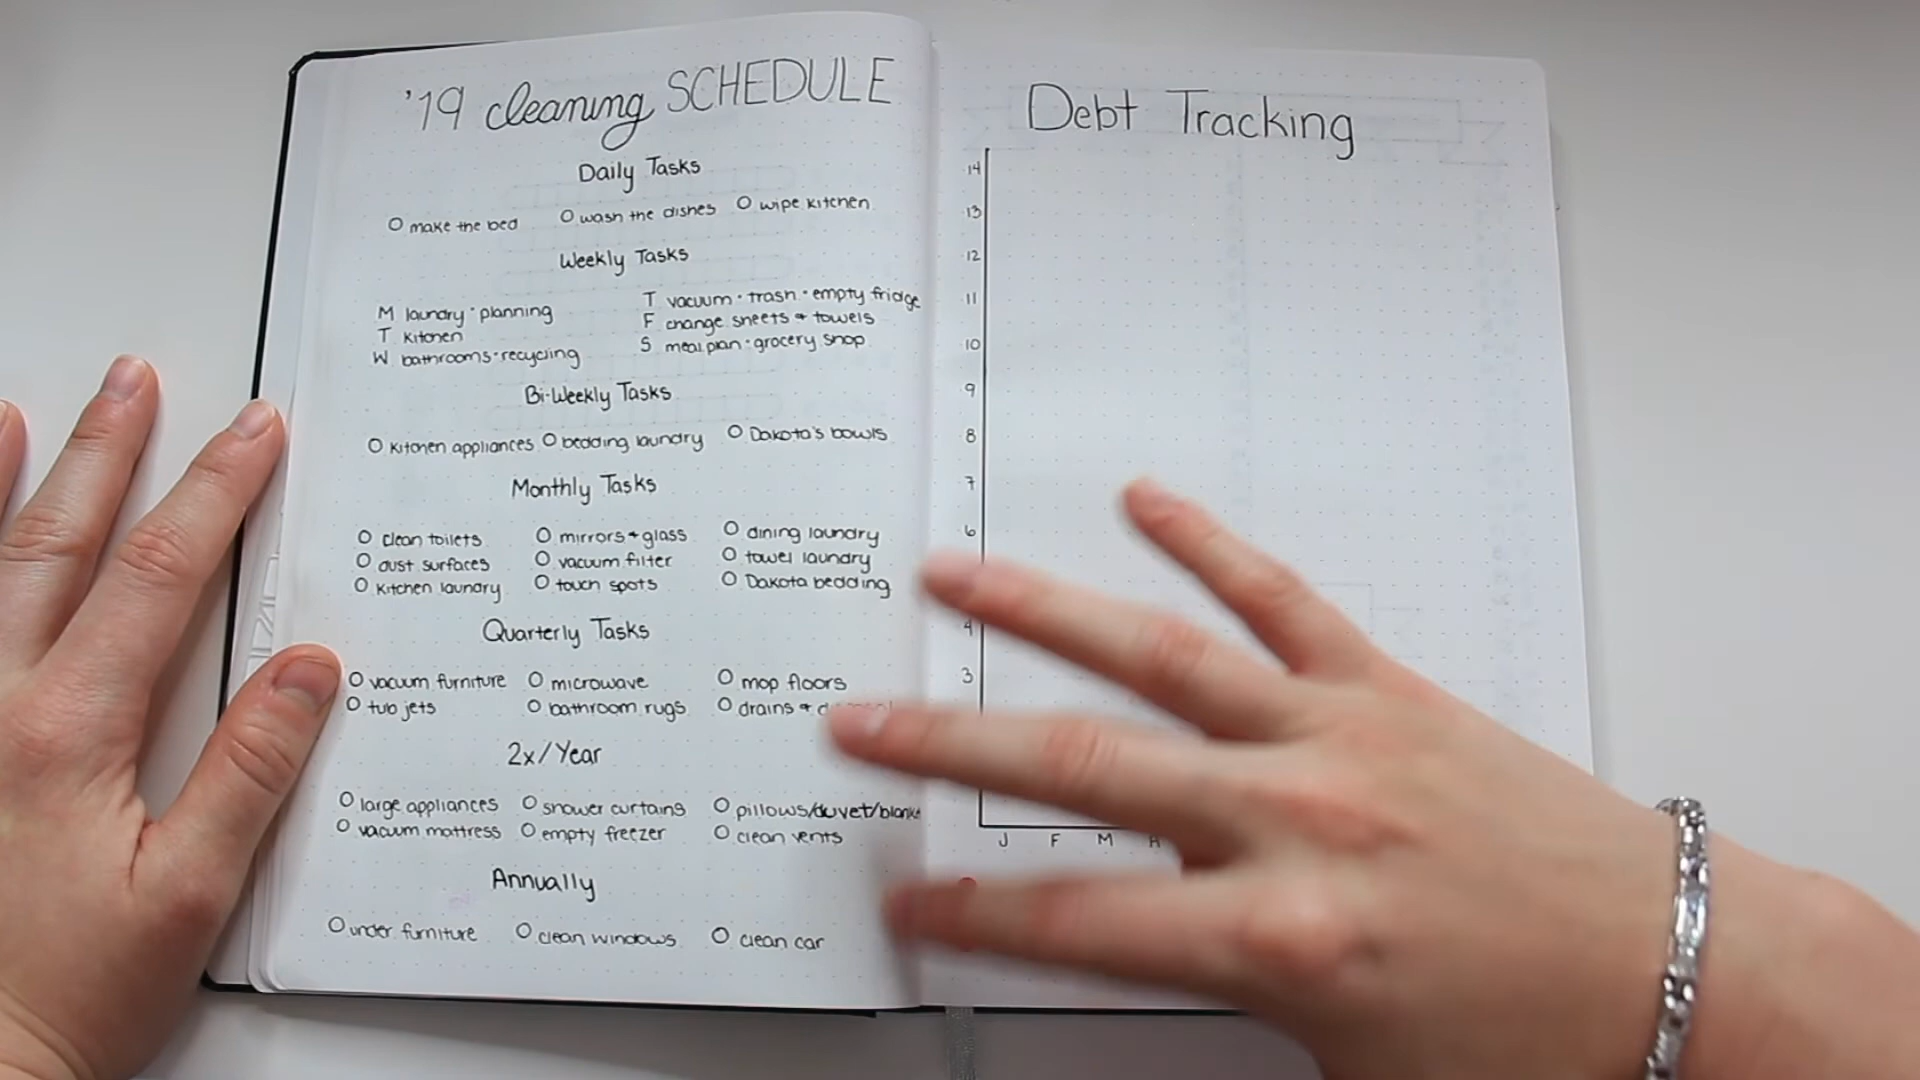 '19 cleaning SCHEDULE
Daily Tasks
make the bed wash the dishes wipe kitchen
Weekly Tasks
M laundry · planning
T kitchen
W bathrooms · recycling
T vacuum · trash · empty fridge
F change sheets + towels
S meal plan · grocery shop
Bi-Weekly Tasks
kitchen appliances bedding laundry Dakota's bowls
Monthly Tasks
clean toilets mirrors + glass dining laundry
dust surfaces vacuum filter towel laundry
kitchen laundry touch spots Dakota bedding
Quarterly Tasks
vacuum furniture microwave mop floors
tub jets bathroom rugs drains +
2x/Year
large appliances shower curtains pillows/duvet/
vacuum mattress empty freezer clean vents
Annually
under furniture clean windows clean car
Debt Tracking
14
13
12
11
10
9
8
7
6
4
3
J F M A